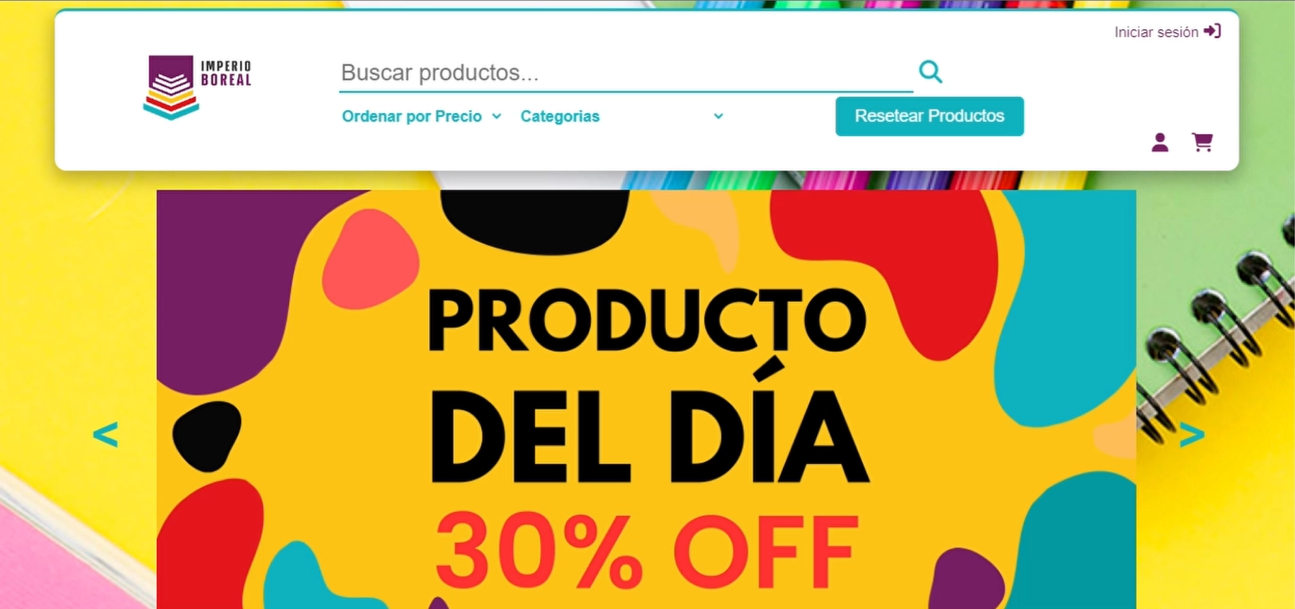 Iniciar sesión
IMPERIO
BOREAL
Buscar productos...
Ordenar por Precio
Categorias
Resetear Productos
PRODUCTO
DEL DÍA
<
>
30% OFF